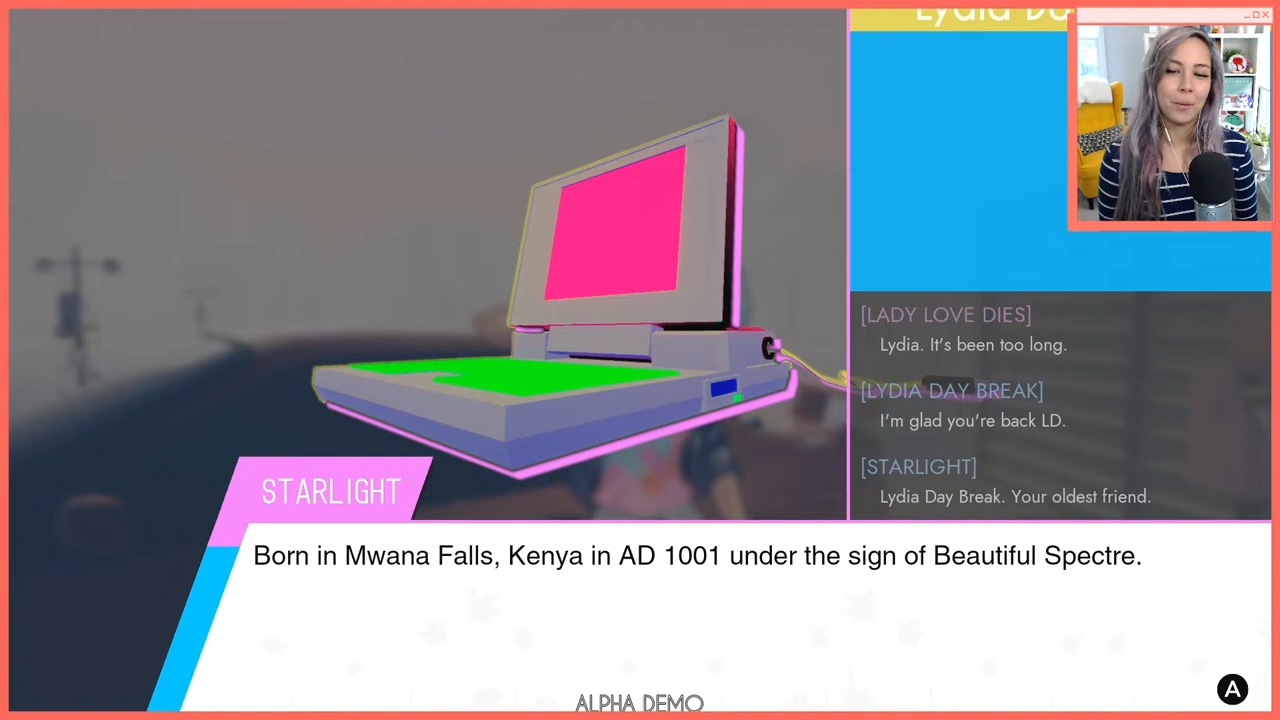 [LADY LOVE DIES]
Lydia. It's been too long.
[LYDIA DAY BREAK]
I'm glad you're back LD.
[STARLIGHT]
Lydia Day Break. Your oldest friend.
STARLIGHT
Born in Mwana Falls, Kenya in AD 1001 under the sign of Beautiful Spectre.
A
ALPHA DEMO